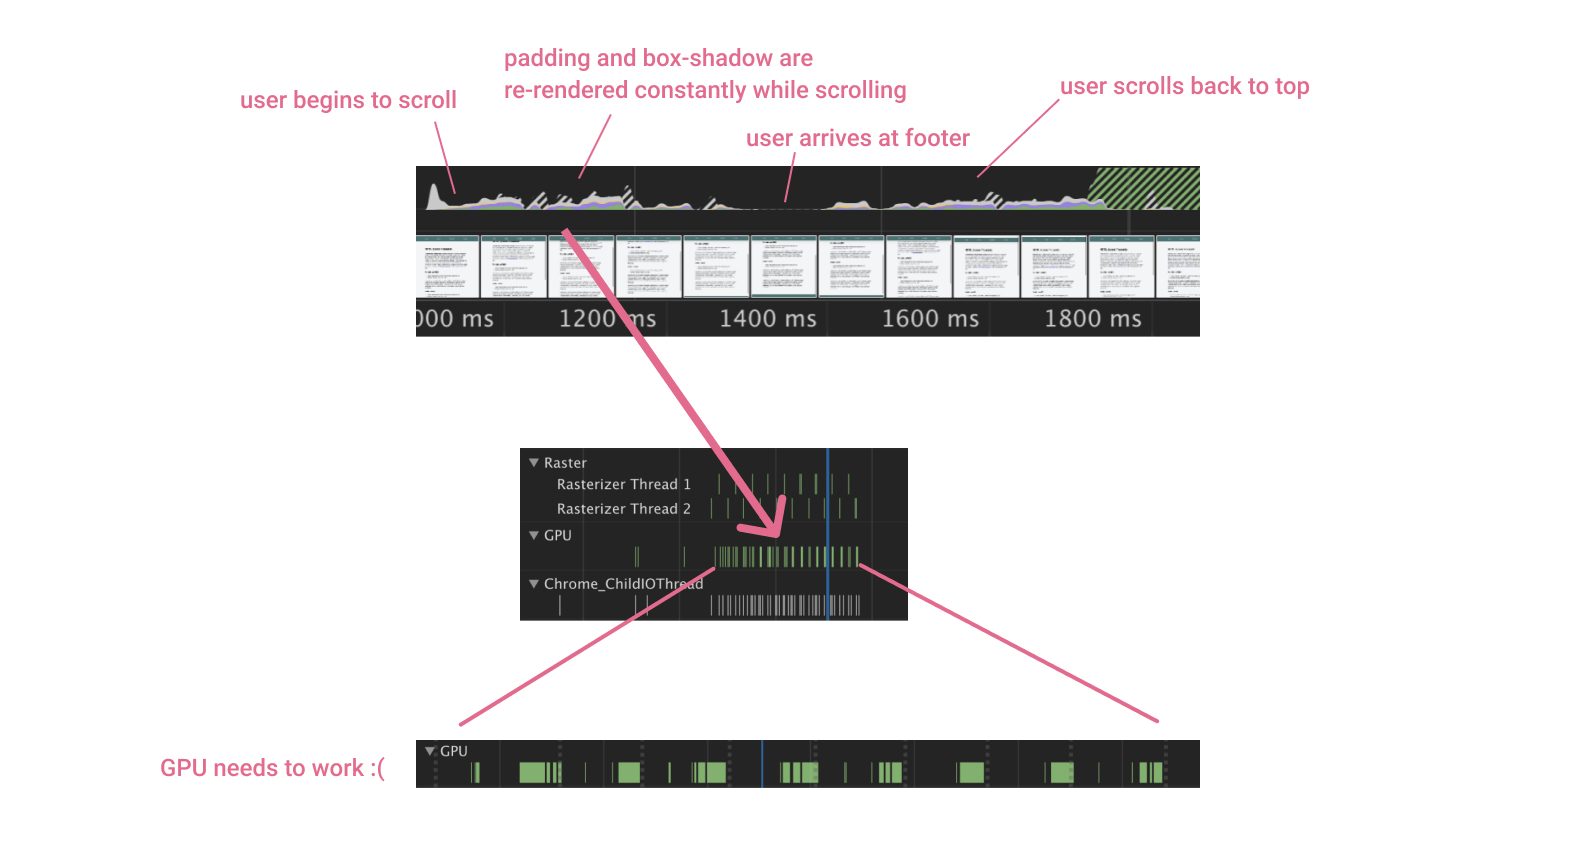 padding and box-shadow are
re-rendered constantly while scrolling
user begins to scroll
user scrolls back to top
user arrives at footer
000 ms
1200 ms
1400 ms
1600 ms
1800 ms
Raster
Rasterizer Thread 1
Rasterizer Thread 2
GPU
Chrome_ChildIOThread
GPU
GPU needs to work :(